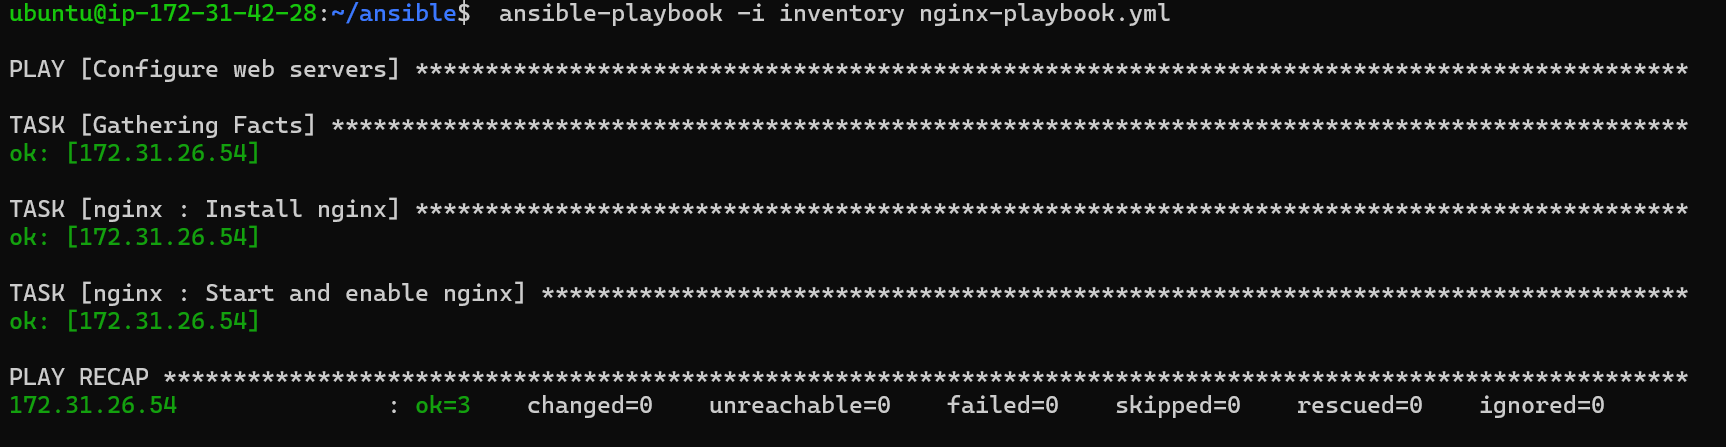 ubuntu@ip-172-31-42-28:~/ansible$  ansible-playbook -i inventory nginx-playbook.yml
PLAY [Configure web servers] *******************************************************************************************
TASK [Gathering Facts] *************************************************************************************************
ok: [172.31.26.54]
TASK [nginx : Install nginx] *******************************************************************************************
ok: [172.31.26.54]
TASK [nginx : Start and enable nginx] **********************************************************************************
ok: [172.31.26.54]
PLAY RECAP *************************************************************************************************************
172.31.26.54               : ok=3    changed=0    unreachable=0    failed=0    skipped=0    rescued=0    ignored=0